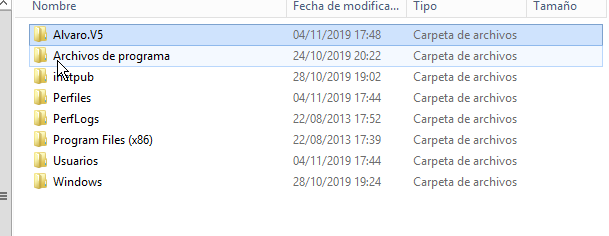 Nombre Fecha de modifica... Tipo Tamaño
Alvaro.V5 04/11/2019 17:48 Carpeta de archivos
Archivos de programa 24/10/2019 20:22 Carpeta de archivos
inetpub 28/10/2019 19:02 Carpeta de archivos
Perfiles 04/11/2019 17:44 Carpeta de archivos
PerfLogs 22/08/2013 17:52 Carpeta de archivos
Program Files (x86) 22/08/2013 17:39 Carpeta de archivos
Usuarios 04/11/2019 17:44 Carpeta de archivos
Windows 28/10/2019 19:24 Carpeta de archivos